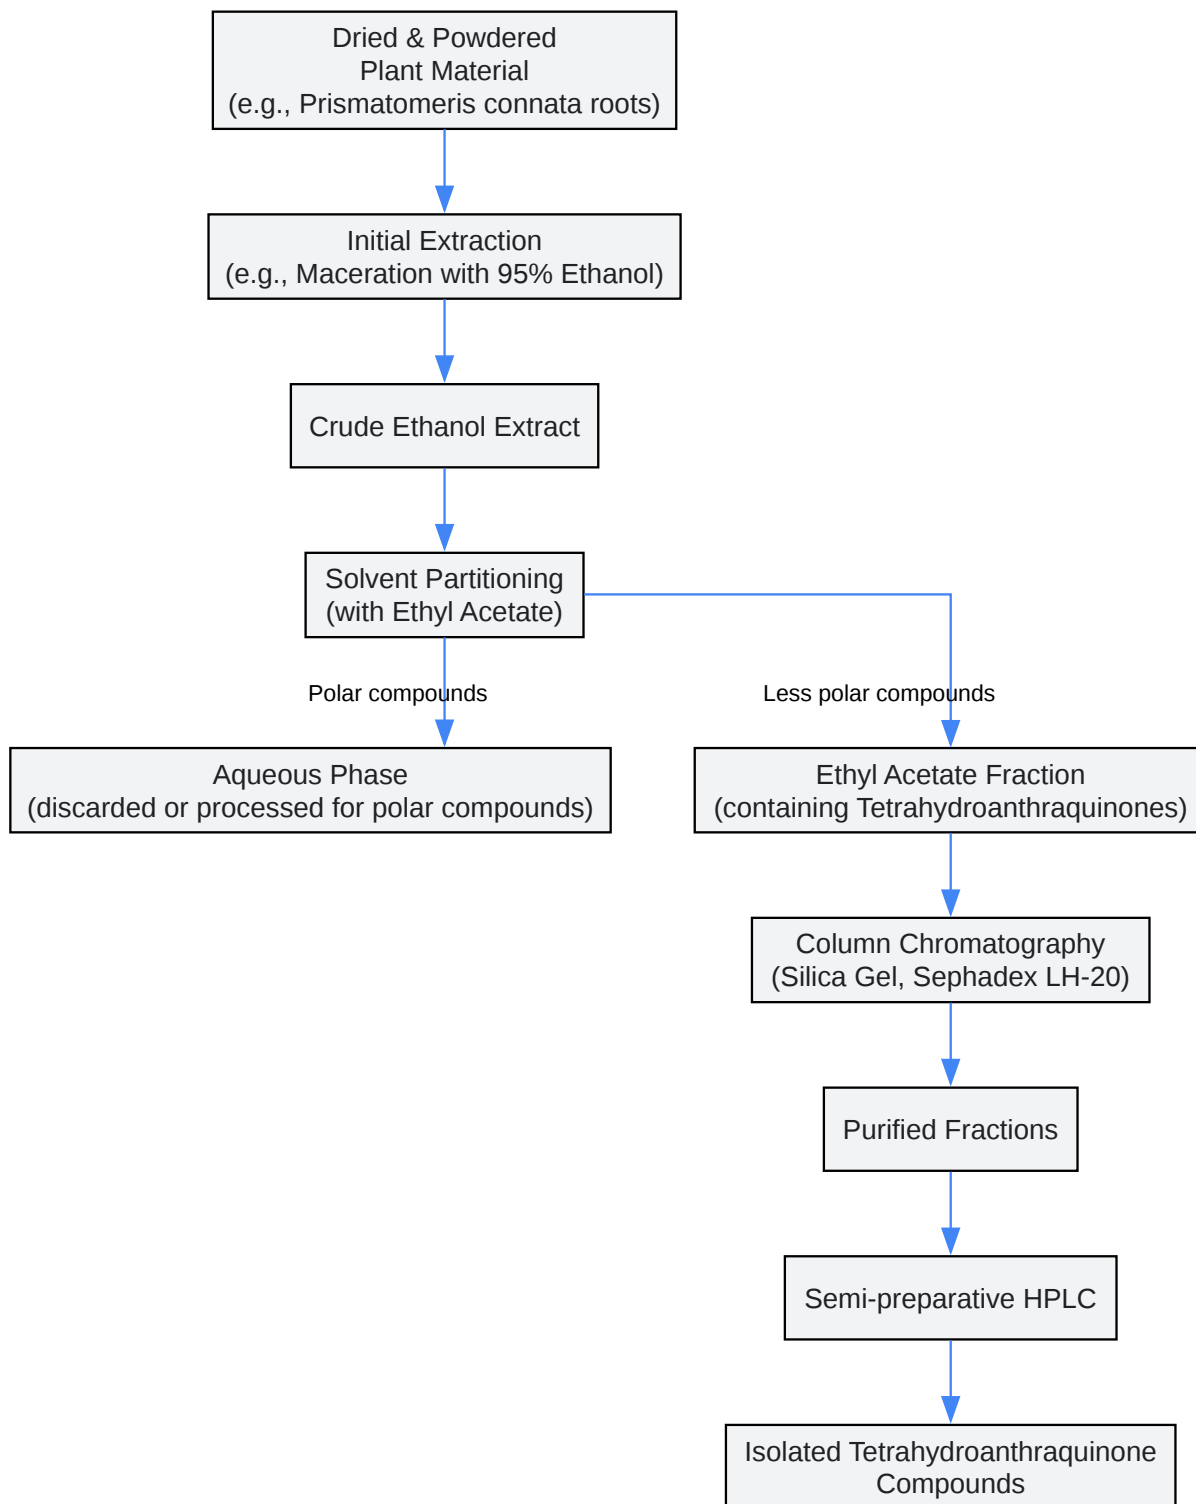 Dried & Powdered
Plant Material
(e.g., Prismatomeris connata roots)
Initial Extraction
(e.g., Maceration with 95% Ethanol)
Crude Ethanol Extract
Solvent Partitioning
(with Ethyl Acetate)
Polar compounds
Less polar compounds
Aqueous Phase
(discarded or processed for polar compounds)
Ethyl Acetate Fraction
(containing Tetrahydroanthraquinones)
Column Chromatography
(Silica Gel, Sephadex LH-20)
Purified Fractions
Semi-preparative HPLC
Isolated Tetrahydroanthraquinone
Compounds